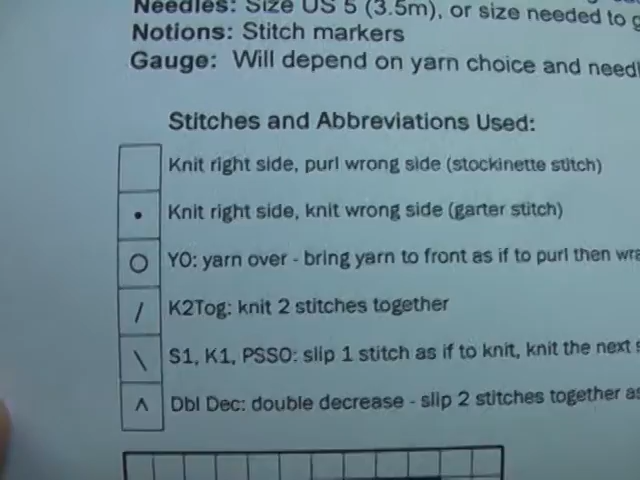 Needles: Size US 5 (3.5m), or size needed to
Notions: Stitch markers
Gauge: Will depend on yarn choice and
Stitches and Abbreviations Used:
Knit right side, purl wrong side (stockinette stitch)
• Knit right side, knit wrong side (garter stitch)
O YO: yarn over - bring yarn to front as if to purl then
/ K2Tog: knit 2 stitches together
\ S1, K1, PSSO: slip 1 stitch as if to knit, knit the next
^ Dbl Dec: double decrease - slip 2 stitches together